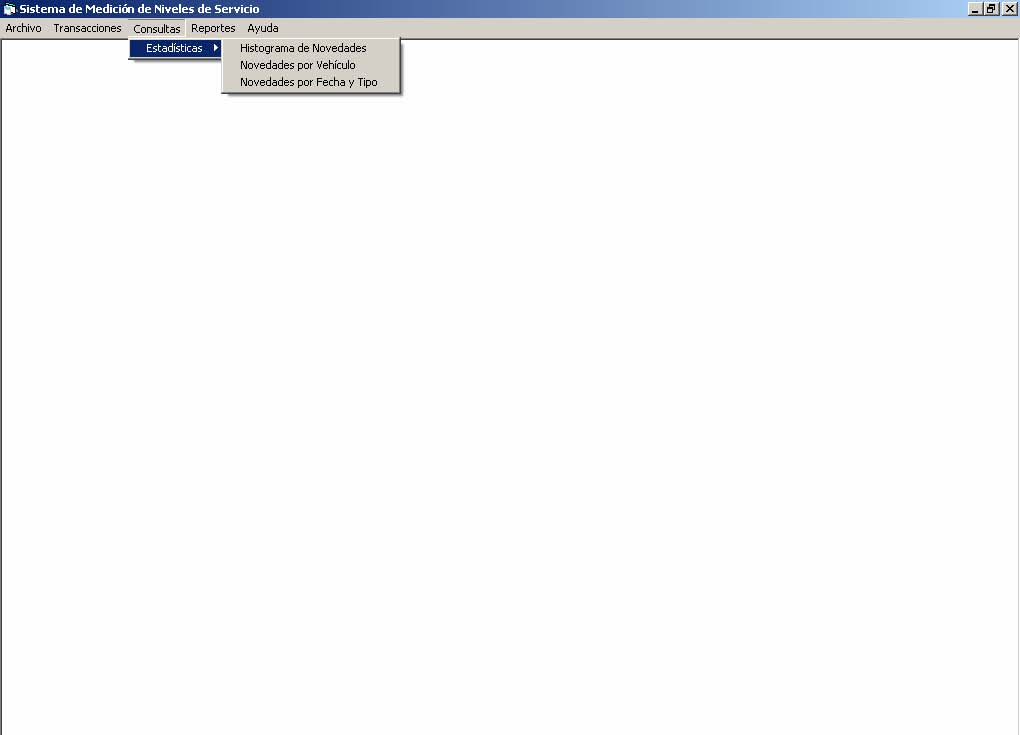 Sistema de Medición de Niveles de Servicio
Archivo Transacciones Consultas Reportes Ayuda
Estadísticas Histograma de Novedades
Novedades por Vehículo
Novedades por Fecha y Tipo